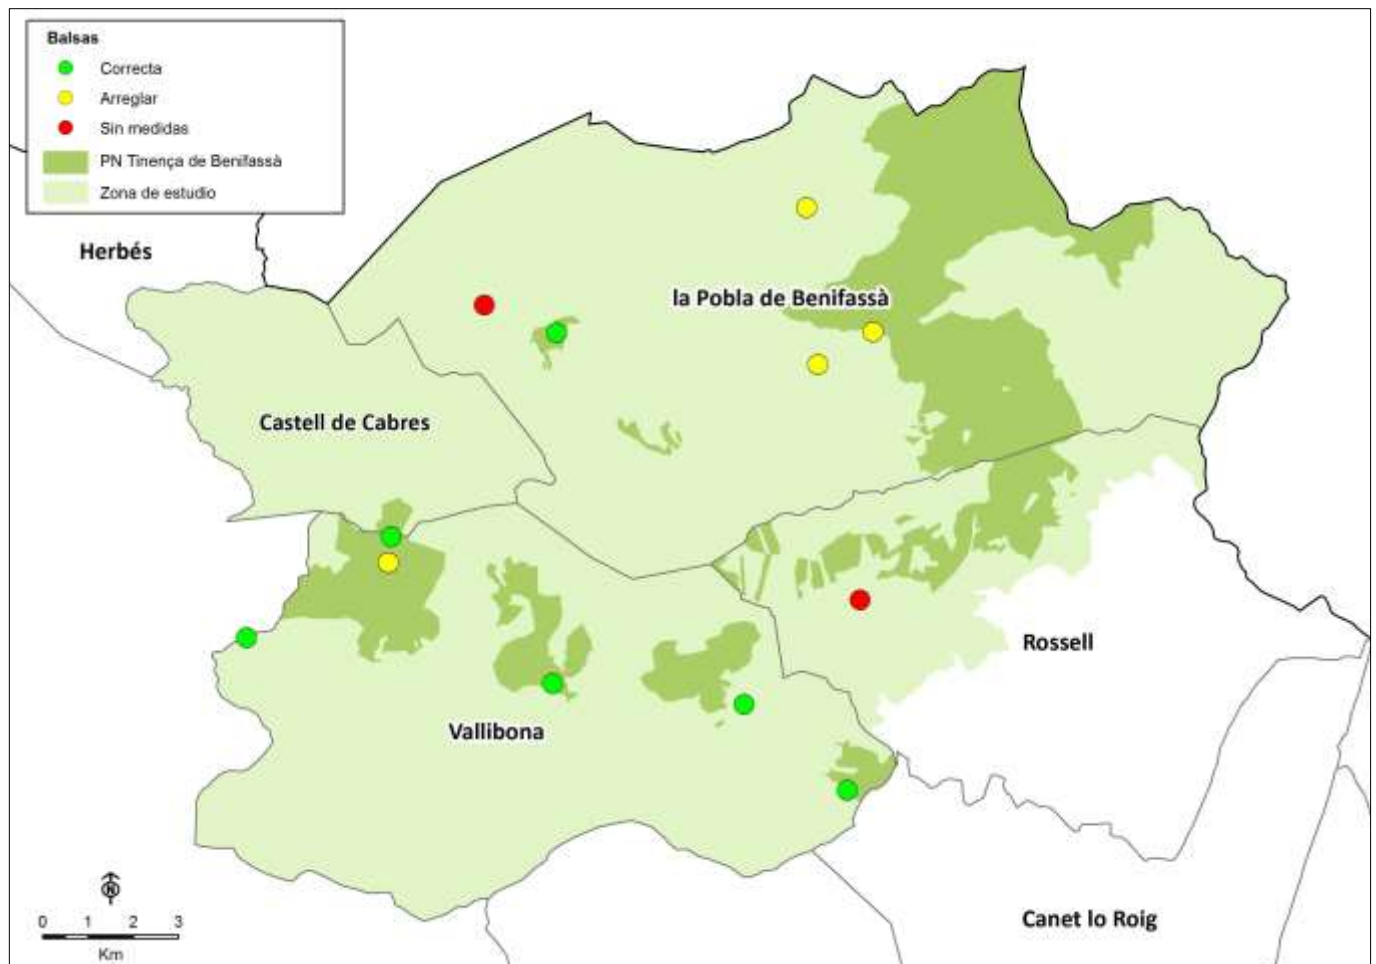 Balsas
Correcta
Arreglar
Sin medidas
PN Tinença de Benifassà
Zona de estudio
Herbés
la Pobla de Benifassà
Castell de Cabres
Rossell
Vallibona
Canet lo Roig
N
0 1 2 3
Km